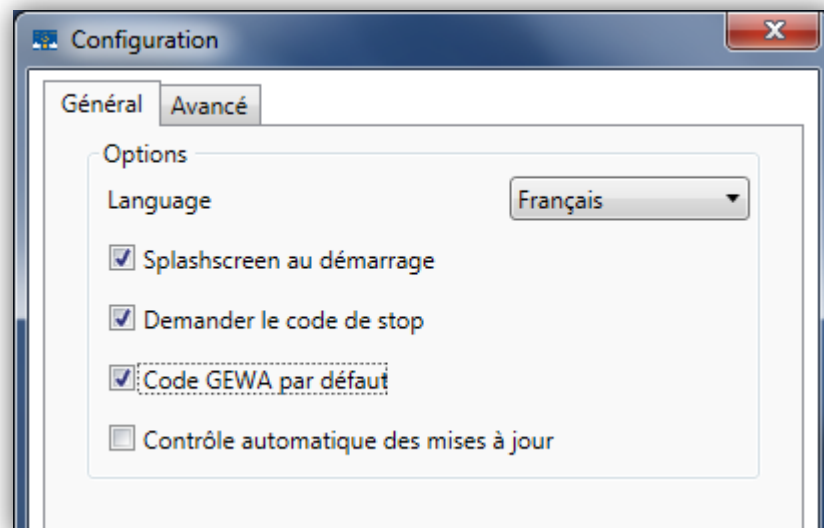 Configuration
Général Avancé
Options
Language Français
Splashscreen au démarrage
Demander le code de stop
Code GEWA par défaut
Contrôle automatique des mises à jour